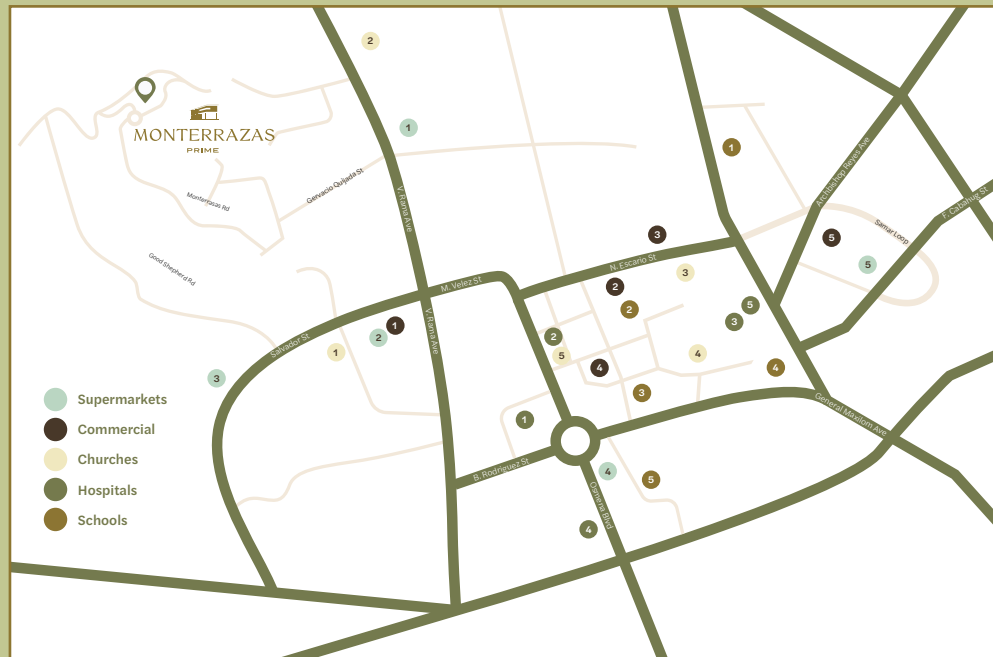 2
1
1
MONTERRAZAS
PRIME
Gervacio Quijada St
Monterrasas Rd
V. Rama Ave
Archbishop Reyes Ave
F. Cabahug St
Samar Loop
3
5
5
N. Escario St
3
Good Shepherd Rd
M. Velez St
2
2
5
3
V. Rama Ave
1
2
2
Salvador St
1
5
4
4
4
3
3
Supermarkets
Commercial
Churches
Hospitals
Schools
General Maxilom Ave
1
B. Rodriguez St
4
5
Osmena Blvd
4